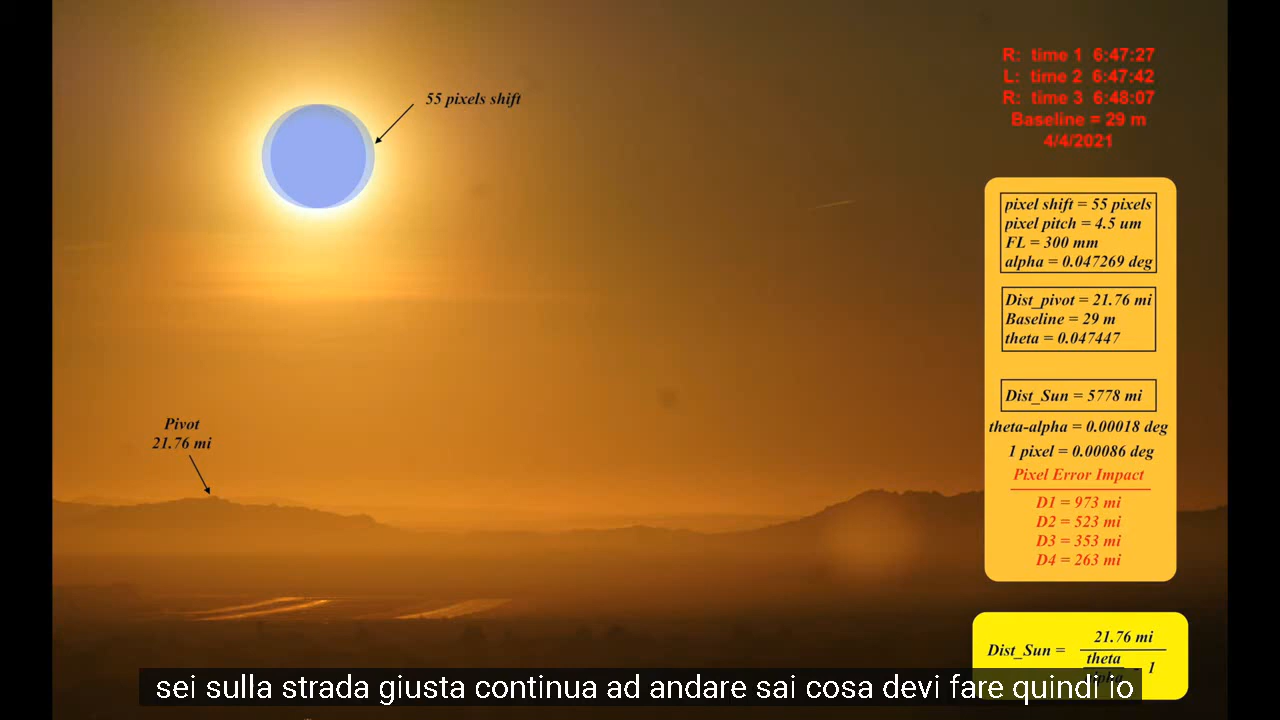 55 pixels shift
R: time 1 6:47:27
L: time 2 6:47:42
R: time 3 6:48:07
Baseline = 29 m
4/4/2021
pixel shift = 55 pixels
pixel pitch = 4.5 um
FL = 300 mm
alpha = 0.047269 deg
Dist_pivot = 21.76 mi
Baseline = 29 m
theta = 0.047447
Dist_Sun = 5778 mi
theta-alpha = 0.00018 deg
1 pixel = 0.00086 deg
Pixel Error Impact
D1 = 973 mi
D2 = 523 mi
D3 = 353 mi
D4 = 263 mi
Pivot
21.76 mi
21.76 mi
Dist_Sun =
theta
- 1
sei sulla strada giusta continua ad andare sai cosa devi fare quindi io